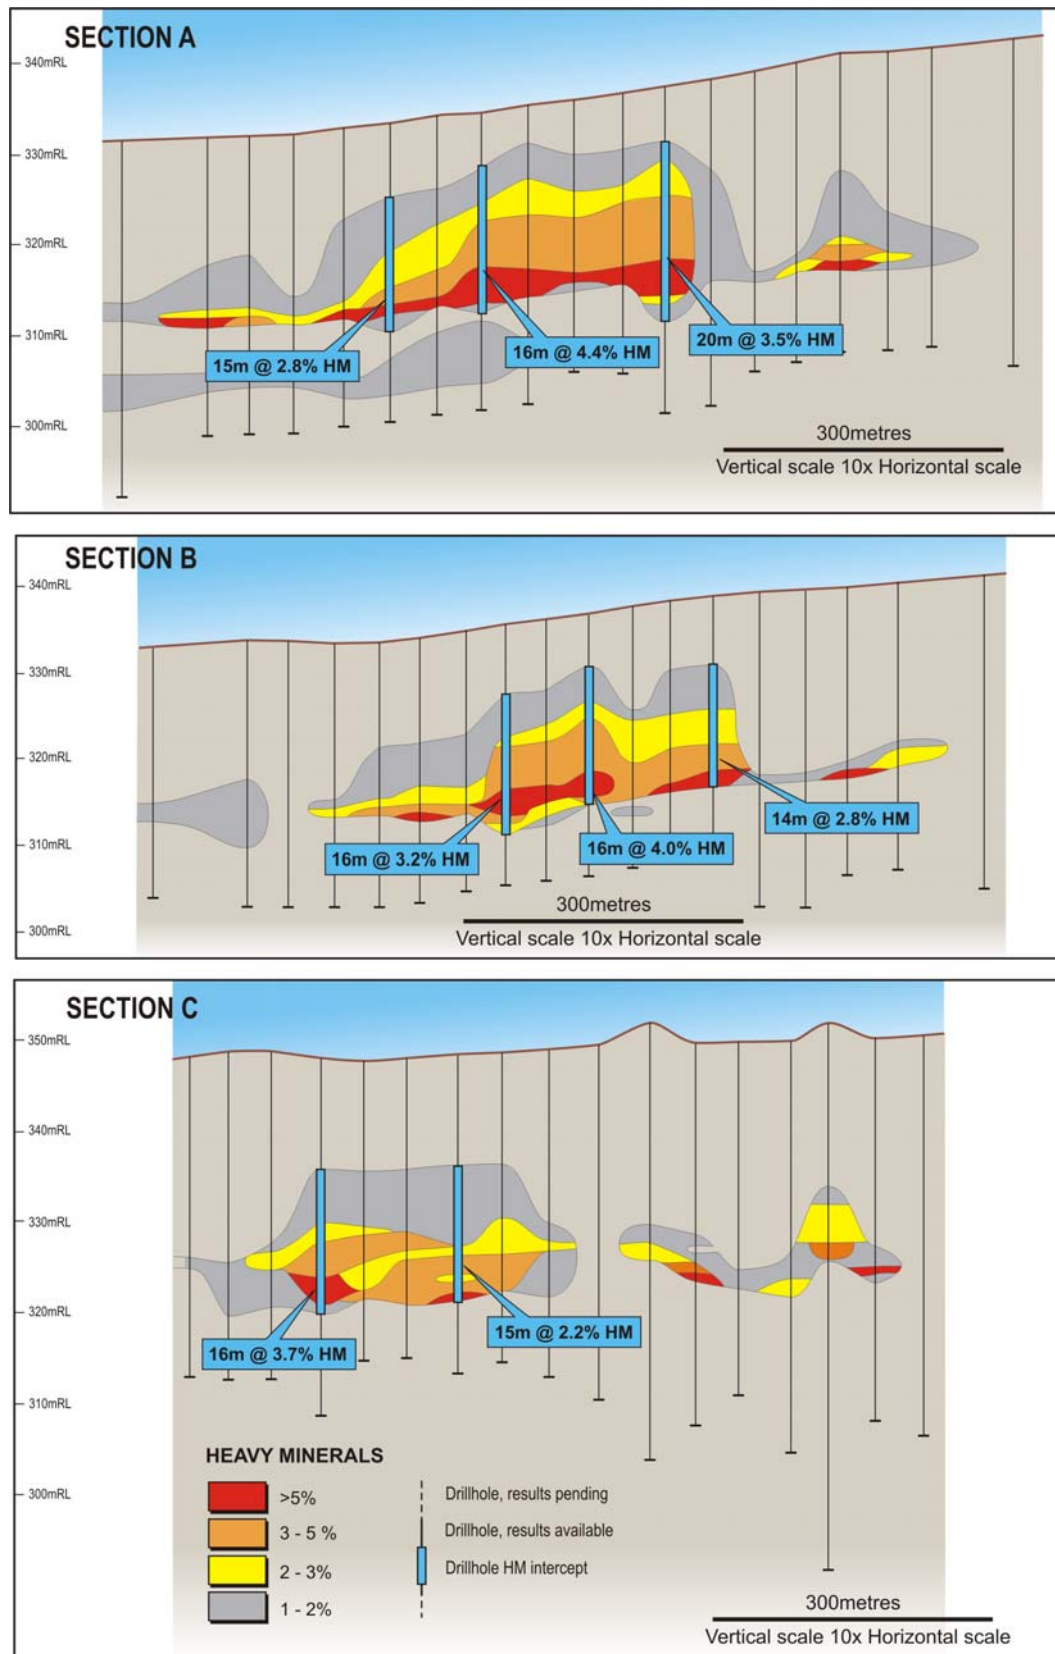 SECTION A
340mRL
330mRL
320mRL
310mRL
300mRL
15m @ 2.8% HM
16m @ 4.4% HM
20m @ 3.5% HM
300metres
Vertical scale 10x Horizontal scale
SECTION B
340mRL
330mRL
320mRL
310mRL
300mRL
16m @ 3.2% HM
16m @ 4.0% HM
14m @ 2.8% HM
300metres
Vertical scale 10x Horizontal scale
SECTION C
350mRL
340mRL
330mRL
320mRL
310mRL
300mRL
16m @ 3.7% HM
15m @ 2.2% HM
HEAVY MINERALS
>5%
3 - 5 %
2 - 3%
1 - 2%
Drillhole, results pending
Drillhole, results available
Drillhole HM intercept
300metres
Vertical scale 10x Horizontal scale